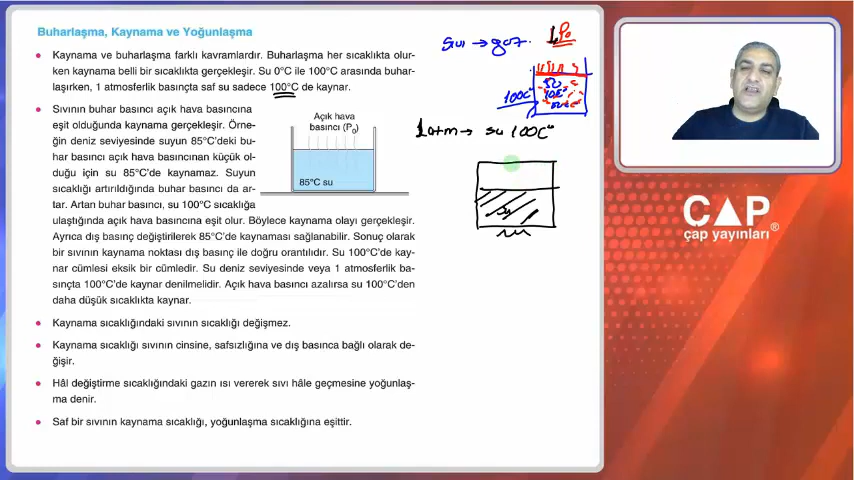 Buharlaşma, Kaynama ve Yoğunlaşma
Kaynama ve buharlaşma farklı kavramlardır. Buharlaşma her sıcaklıkta olur-
ken kaynama belli bir sıcaklıkta gerçekleşir. Su 0°C ile 100°C arasında buhar-
laşırken, 1 atmosferlik basınçta saf su sadece 100°C de kaynar.
Sıvının buhar basıncı açık hava basıncına
eşit olduğunda kaynama gerçekleşir. Örne-
ğin deniz seviyesinde suyun 85°C'deki bu-
har basıncı açık hava basıncınan küçük ol-
duğu için su 85°C'de kaynamaz. Suyun
sıcaklığı artırıldığında buhar basıncı da ar-
tar. Artan buhar basıncı, su 100°C sıcaklığa
ulaştığında açık hava basıncına eşit olur. Böylece kaynama olayı gerçekleşir.
Ayrıca dış basınç değiştirilerek 85°C'de kaynaması sağlanabilir. Sonuç olarak
bir sıvının kaynama noktası dış basınç ile doğru orantılıdır. Su 100°C'de kay-
nar cümlesi eksik bir cümledir. Su deniz seviyesinde veya 1 atmosferlik ba-
sınçta 100°C'de kaynar denilmelidir. Açık hava basıncı azalırsa su 100°C'den
daha düşük sıcaklıkta kaynar.
Açık hava
basıncı (P₀)
85°C su
Kaynama sıcaklığındaki sıvının sıcaklığı değişmez.
Kaynama sıcaklığı sıvının cinsine, safsızlığına ve dış basınca bağlı olarak de-
ğişir.
Hâl değiştirme sıcaklığındaki gazın ısı vererek sıvı hâle geçmesine yoğunlaş-
ma denir.
Saf bir sıvının kaynama sıcaklığı, yoğunlaşma sıcaklığına eşittir.
sıvı → gaz.
P₀
100C°
1 atm → su 100C°
su
ÇAP
çap yayınları®